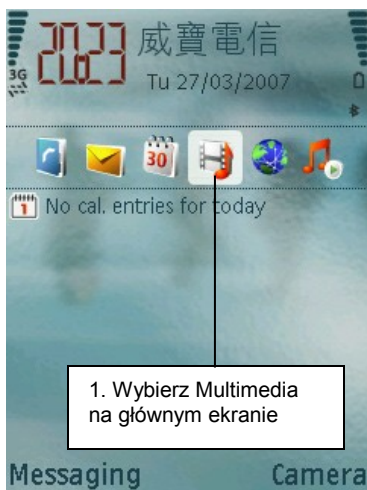 20:23
威寶電信
3G
Tu 27/03/2007
30
1 No cal. entries for today
1. Wybierz Multimedia
na głównym ekranie
Messaging Camera